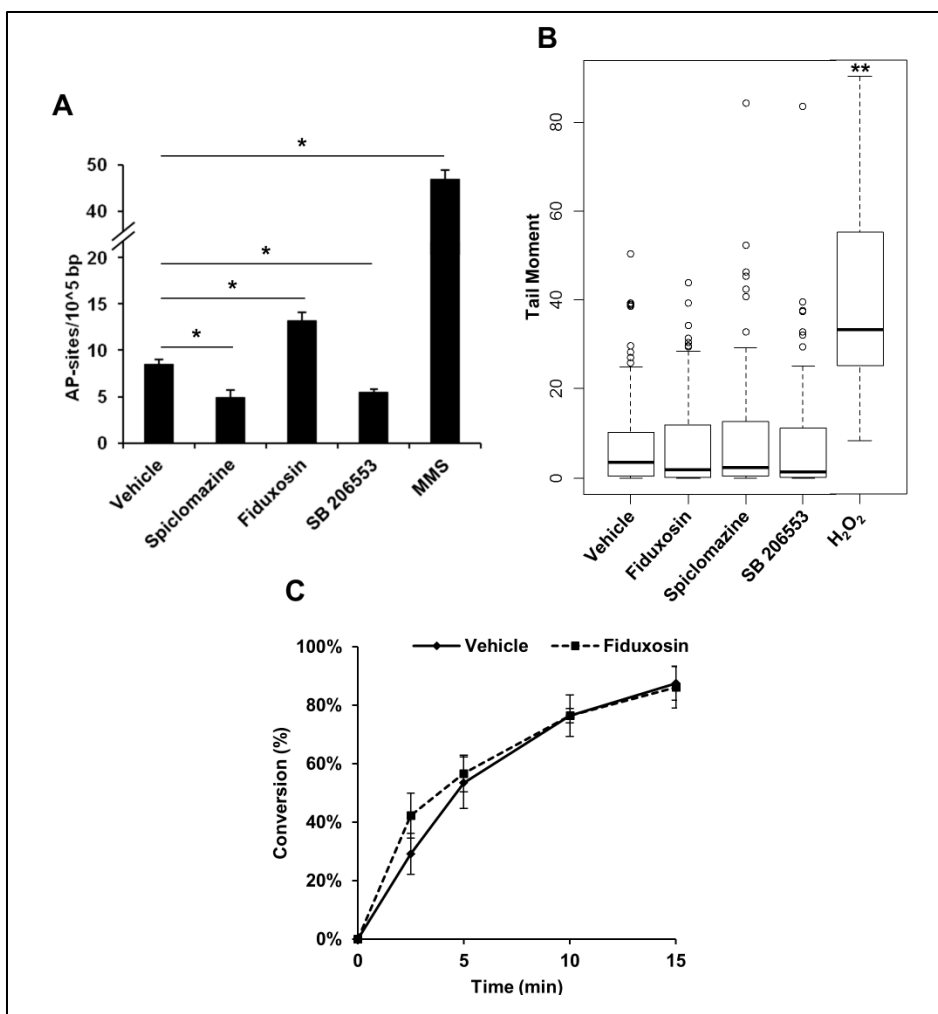 A
AP-sites/10^5 bp
50
40
20
15
10
5
0
*
*
*
*
Vehicle
Spiclomazine
Fiduxosin
SB 206553
MMS
B
Tail Moment
80
60
40
20
0
**
Vehicle
Fiduxosin
Spiclomazine
SB 206553
H₂O₂
C
Vehicle Fiduxosin
Conversion (%)
100%
80%
60%
40%
20%
0%
0 5 10 15
Time (min)